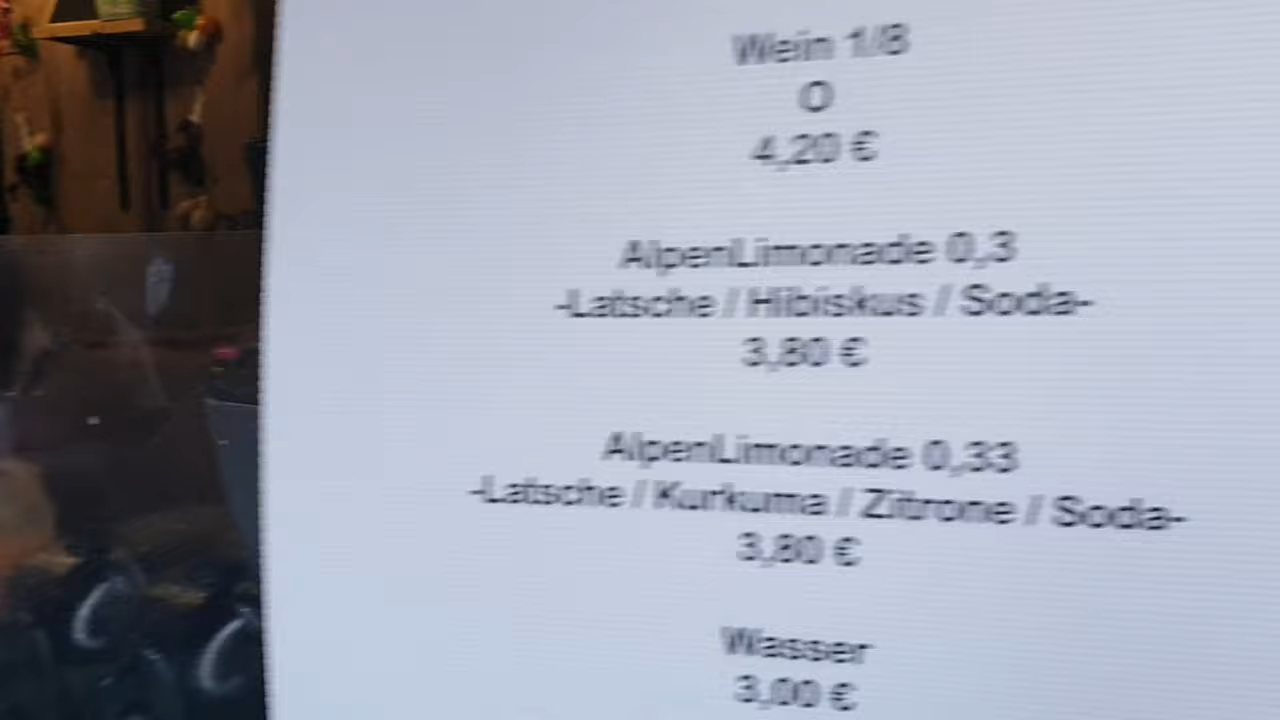 Wein 1/8
O
4,20 €
AlpenLimonade 0,3
-Latsche / Hibiskus / Soda-
3,80 €
AlpenLimonade 0,33
-Latsche / Kurkuma / Zitrone / Soda-
3,80 €
Wasser
3,00 €